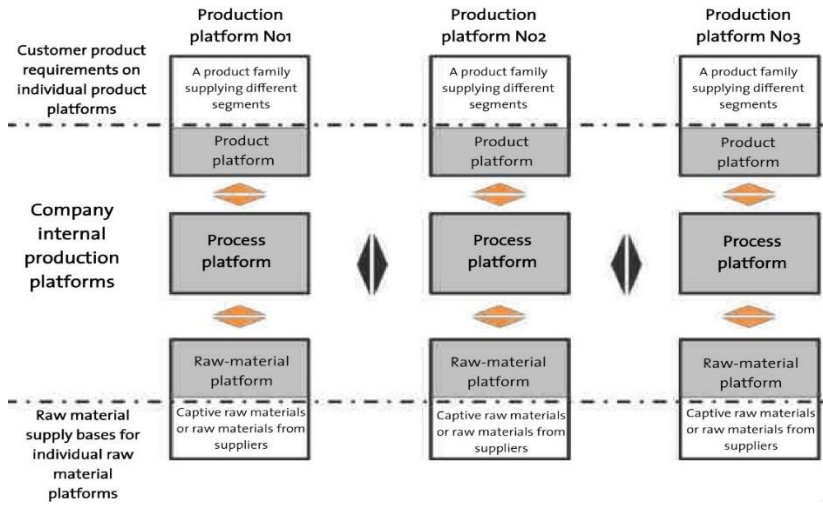 Production
platform No1
Production
platform No2
Production
platform No3
Customer product
requirements on
individual product
platforms
A product family
supplying different
segments
A product family
supplying different
segments
A product family
supplying different
segments
Product
platform
Product
platform
Product
platform
Company
internal
production
platforms
Process
platform
Process
platform
Process
platform
Raw-material
platform
Raw-material
platform
Raw-material
platform
Raw material
supply bases for
individual raw
material
platforms
Captive raw materials
or raw materials from
suppliers
Captive raw materials
or raw materials from
suppliers
Captive raw materials
or raw materials from
suppliers